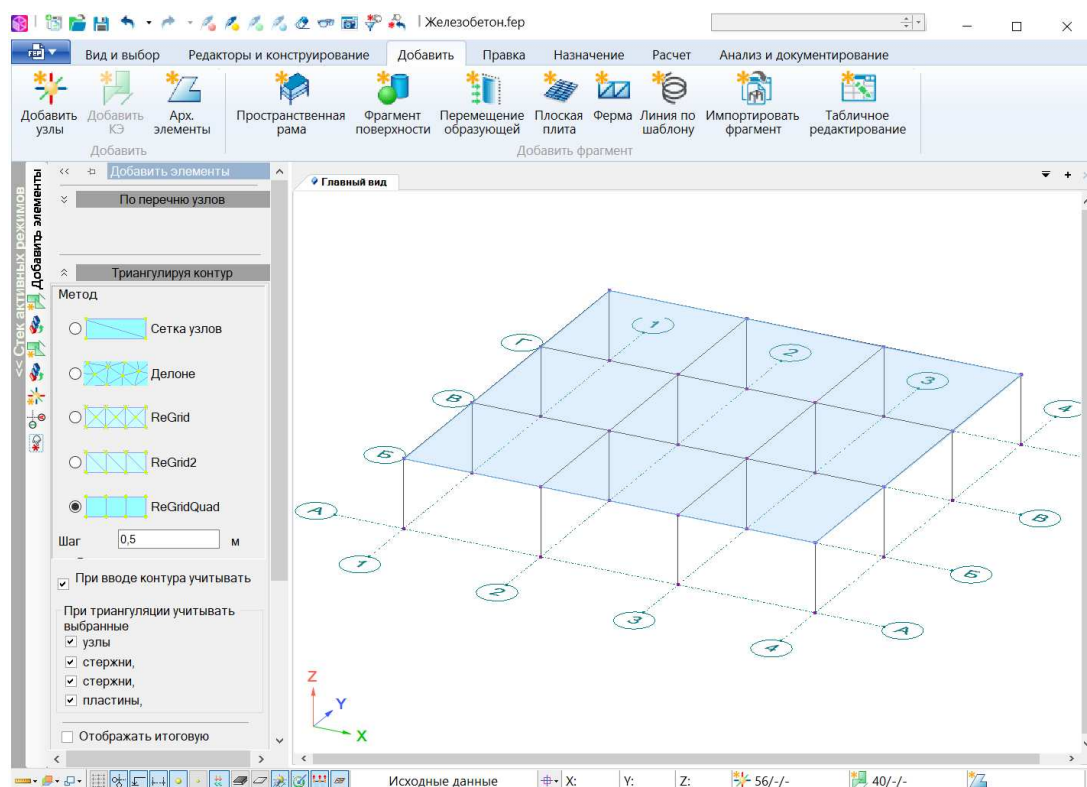 Железобетон.fep
FEP
Вид и выбор
Редакторы и конструирование
Добавить
Правка
Назначение
Расчет
Анализ и документирование
Добавить узлы
Добавить КЭ
Арх. элементы
Пространственная рама
Фрагмент поверхности
Перемещение образующей
Плоская плита
Ферма
Линия по шаблону
Импортировать фрагмент
Табличное редактирование
Добавить
Добавить фрагмент
<< Стек активных режимов
Добавить элементы
<<
Добавить элементы
По перечню узлов
Триангулируя контур
Метод
Сетка узлов
Делоне
ReGrid
ReGrid2
ReGridQuad
Шаг 0,5 м
При вводе контура учитывать
При триангуляции учитывать
выбранные
узлы
стержни,
стержни,
пластины,
Отображать итоговую
Главный вид
1
2
3
4
Г
В
Б
А
В
Б
А
1
2
3
4
Z
Y
X
Исходные данные
X:
Y:
Z:
56/-/-
40/-/-